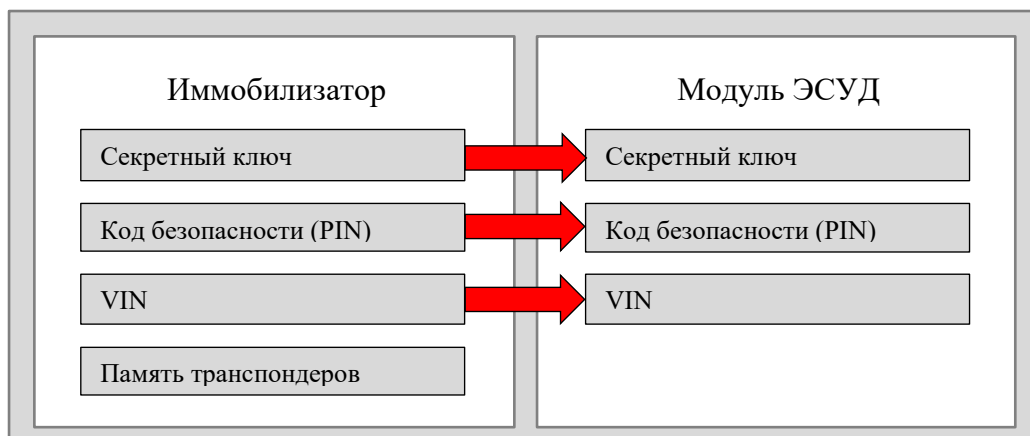 Иммобилизатор
Секретный ключ
Код безопасности (PIN)
VIN
Память транспондеров
Модуль ЭСУД
Секретный ключ
Код безопасности (PIN)
VIN